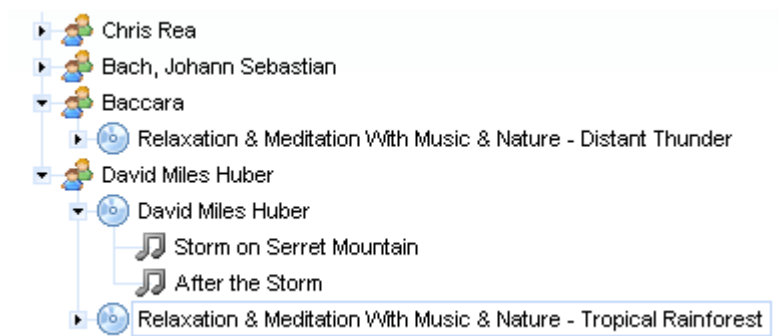 Chris Rea
Bach, Johann Sebastian
Baccara
Relaxation & Meditation With Music & Nature - Distant Thunder
David Miles Huber
David Miles Huber
Storm on Serret Mountain
After the Storm
Relaxation & Meditation With Music & Nature - Tropical Rainforest